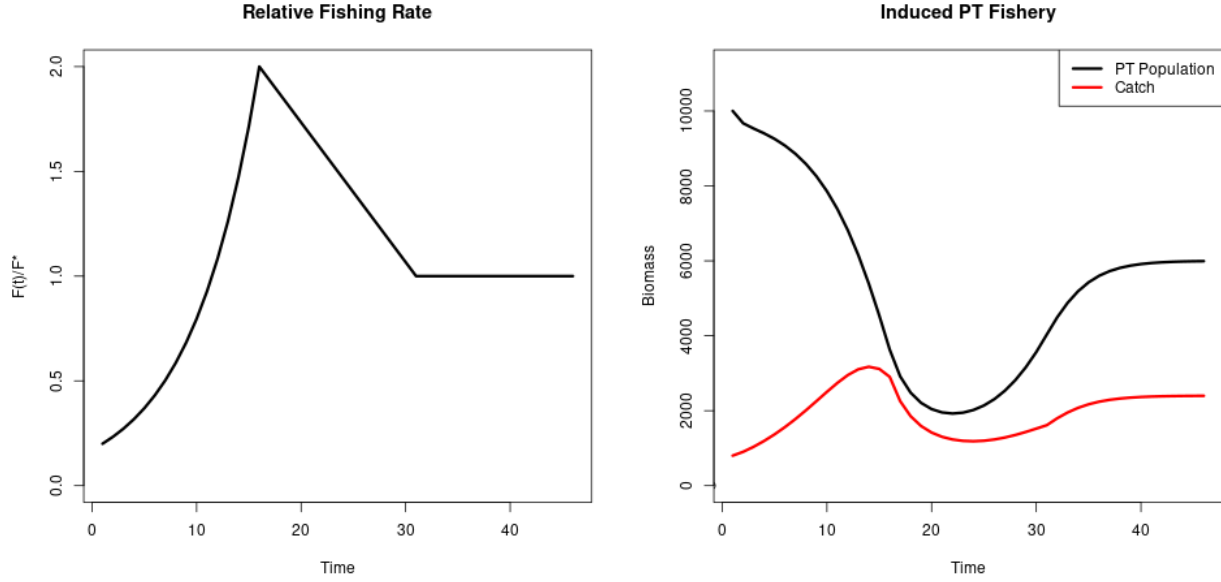 Relative Fishing Rate
F(t)/F*
0.0
0.5
1.0
1.5
2.0
0
10
20
30
40
Time
Induced PT Fishery
PT Population
Catch
Biomass
0
2000
4000
6000
8000
10000
0
10
20
30
40
Time